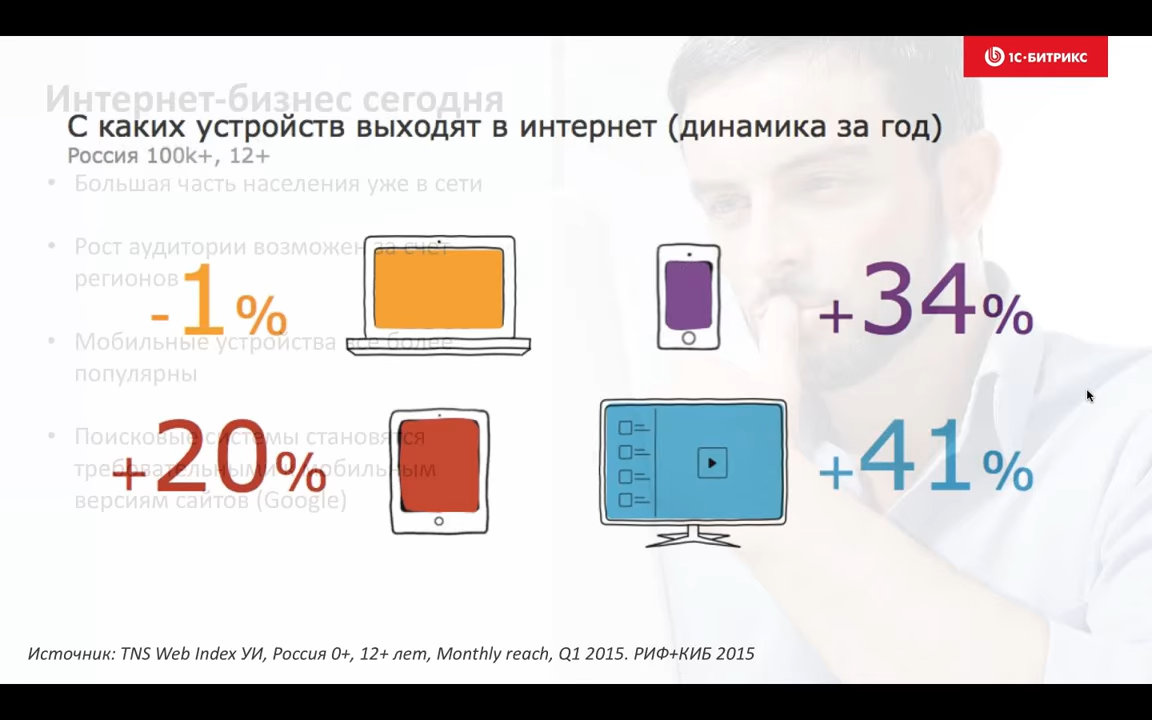 1С·БИТРИКС
Интернет-бизнес сегодня
С каких устройств выходят в интернет (динамика за год)
Россия 100k+, 12+
• Большая часть населения уже в сети
• Рост аудитории возможен за счет
регионов
-1%
+34%
• Мобильные устройства все более
популярны
• Поисковые системы становятся
требовательными к мобильным
версиям сайтов (Google)
+20%
+41%
Источник: TNS Web Index УИ, Россия 0+, 12+ лет, Monthly reach, Q1 2015. РИФ+КИБ 2015